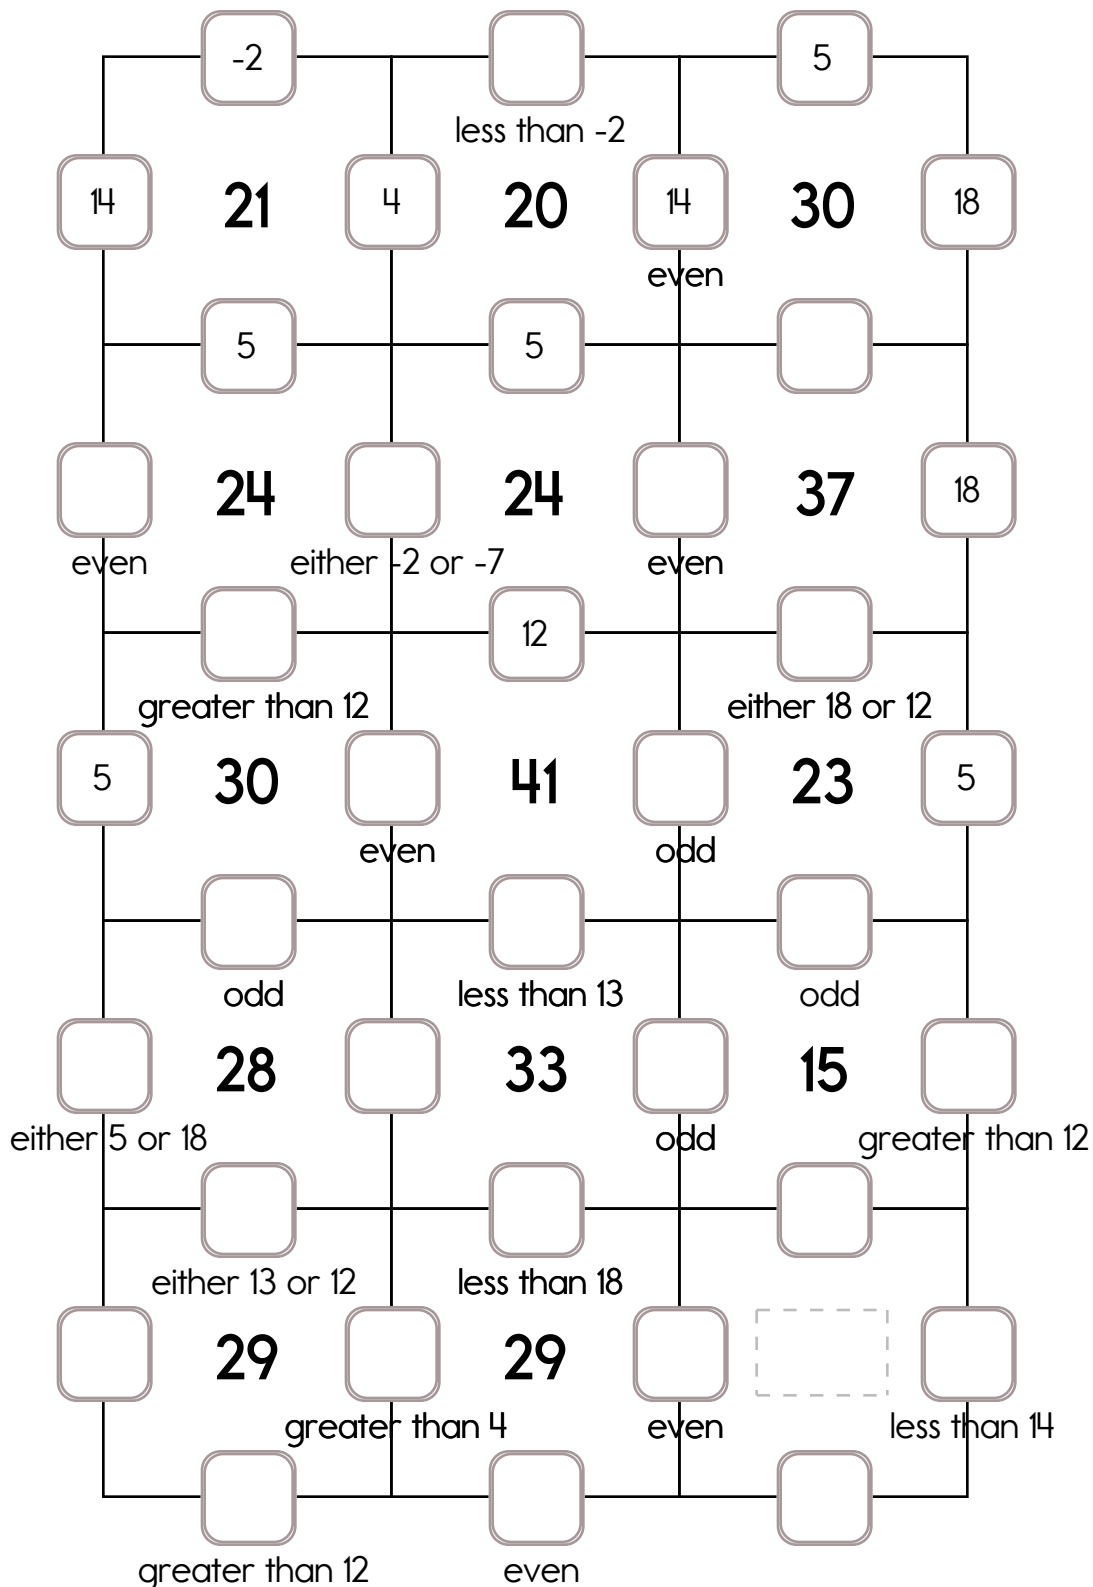 -2 5
less than -2
14 21 4 20 14 30 18
even
5 5
24 24 37 18
even either -2 or -7 even
12
greater than 12 either 18 or 12
5 30 41 23 5
even odd
odd less than 13 odd
28 33 15
either 5 or 18 odd greater than 12
either 13 or 12 less than 18
29 29
greater than 4 even less than 14
greater than 12 even